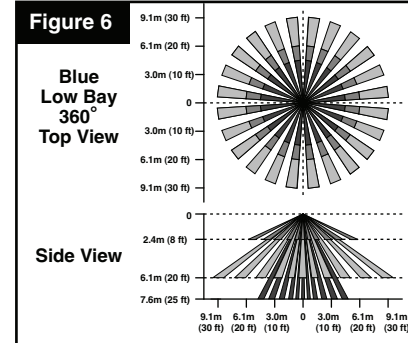 Figure 6
Blue
Low Bay
360°
Top View
9.1m (30 ft)
6.1m (20 ft)
3.0m (10 ft)
0
3.0m (10 ft)
6.1m (20 ft)
9.1m (30 ft)
Side View
0
2.4m (8 ft)
6.1m (20 ft)
7.6m (25 ft)
9.1m 6.1m 3.0m 0 3.0m 6.1m 9.1m
(30 ft) (20 ft) (10 ft) (10 ft) (20 ft) (30 ft)